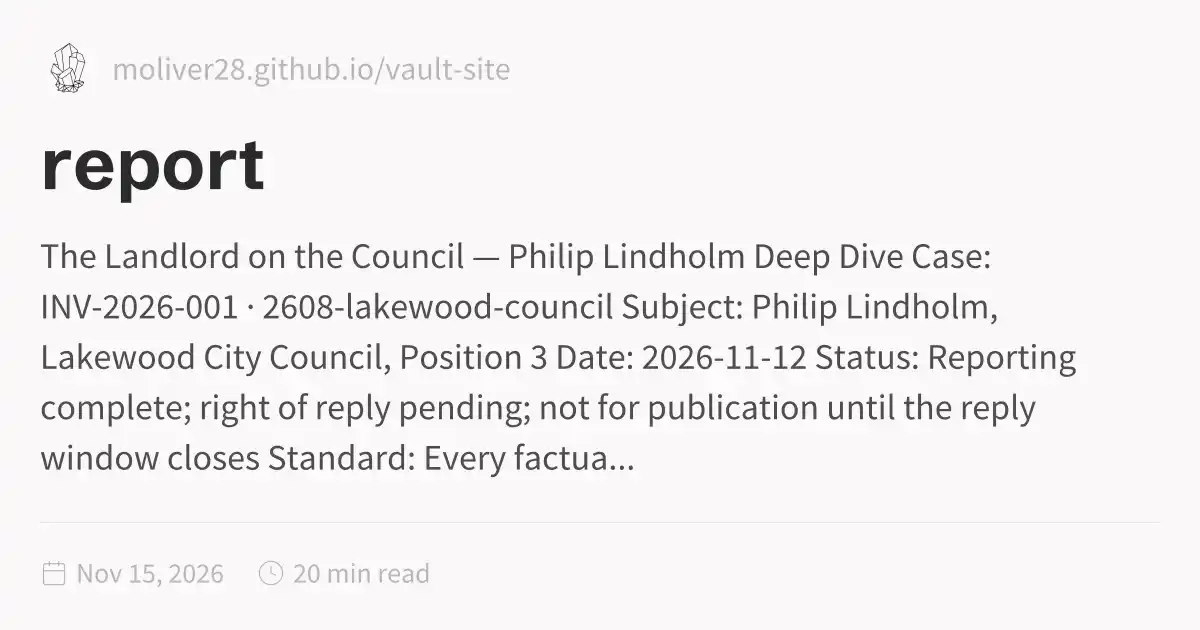 moliver28.github.io/vault-site
report
The Landlord on the Council — Philip Lindholm Deep Dive Case:
INV-2026-001 · 2608-lakewood-council Subject: Philip Lindholm,
Lakewood City Council, Position 3 Date: 2026-11-12 Status: Reporting
complete; right of reply pending; not for publication until the reply
window closes Standard: Every factua...
Nov 15, 2026 20 min read